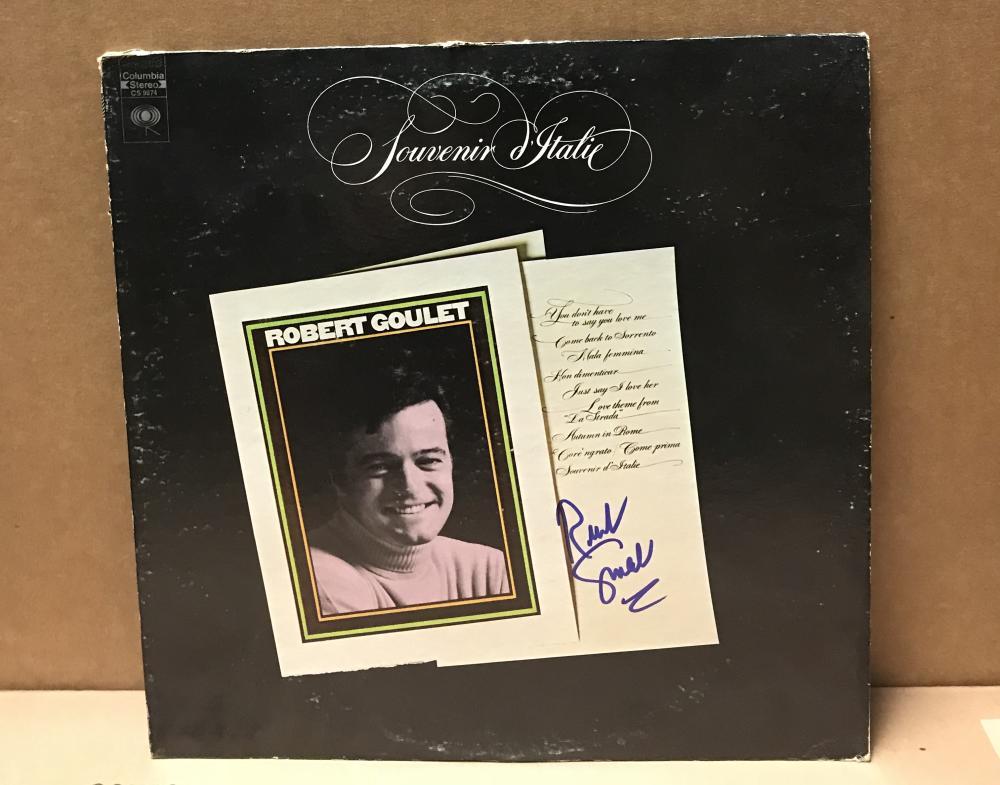 Columbia
Stereo
CS 9874
Souvenir d'Italie
ROBERT GOULET
You don't have
to say you love me
Come back to Sorrento
Mala femmina
Non dimenticar
Just say I love her
Love theme from
"La Strada"
Autumn in Rome
Core'ngrato Come prima
Souvenir d'Italie
Robert
Goulet